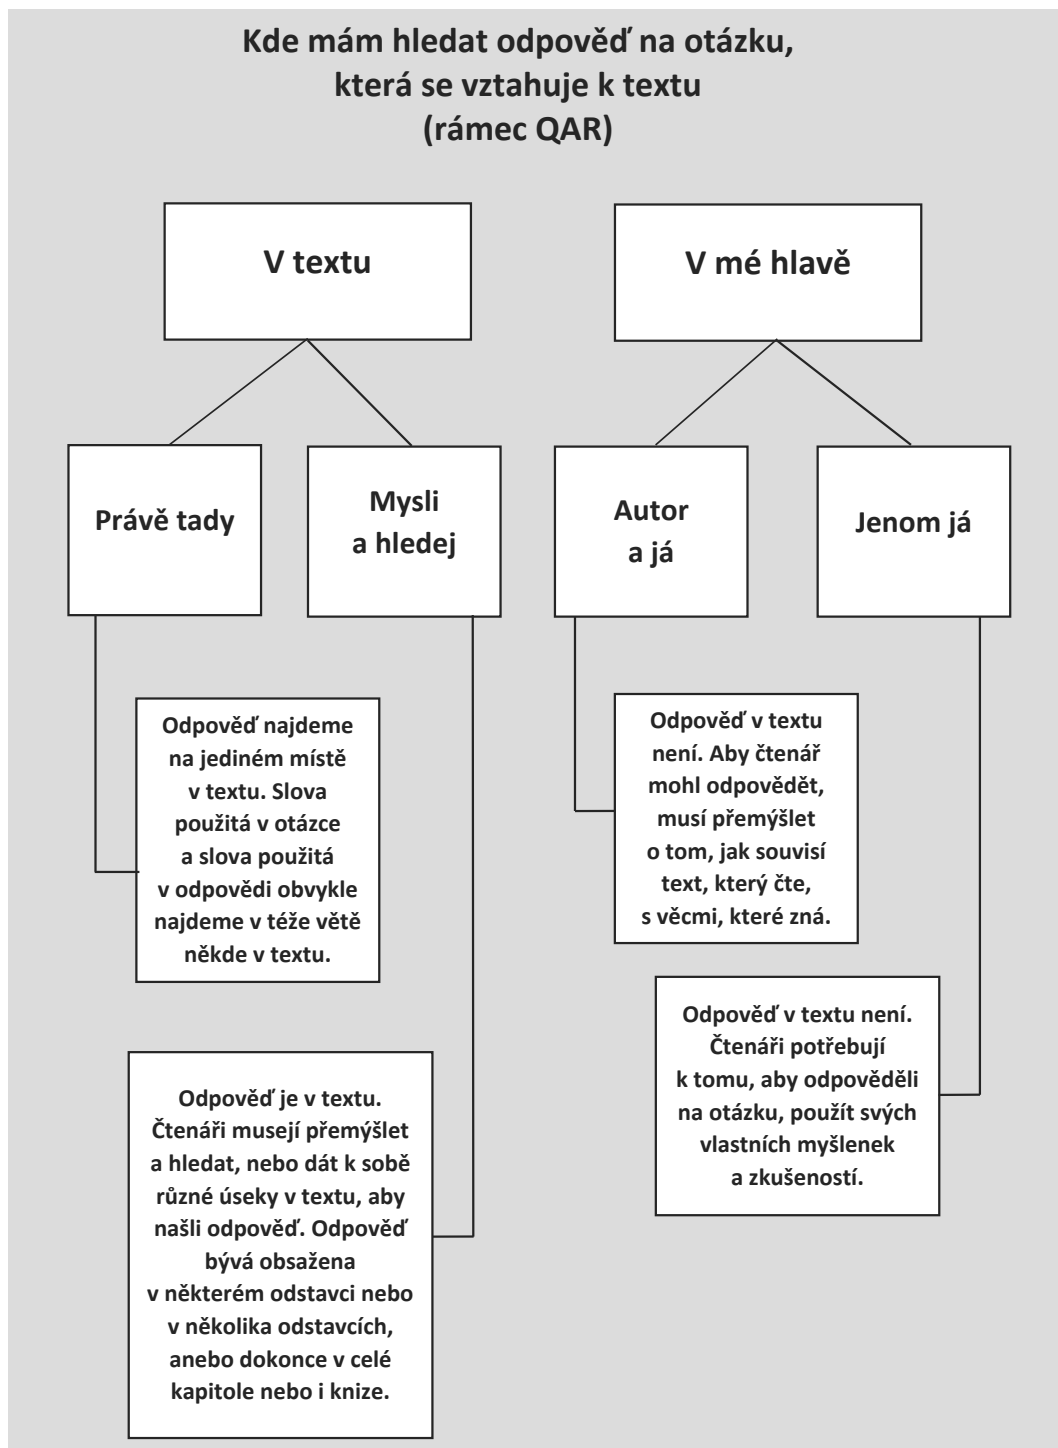 Kde mám hledat odpověď na otázku,
která se vztahuje k textu
(rámec QAR)
V textu
V mé hlavě
Právě tady
Mysli
a hledej
Autor
a já
Jenom já
Odpověď najdeme
na jediném místě
v textu. Slova
použitá v otázce
a slova použitá
v odpovědi obvykle
najdeme v téže větě
někde v textu.
Odpověď v textu
není. Aby čtenář
mohl odpovědět,
musí přemýšlet
o tom, jak souvisí
text, který čte,
s věcmi, které zná.
Odpověď v textu není.
Čtenáři potřebují
k tomu, aby odpověděli
na otázku, použít svých
vlastních myšlenek
a zkušeností.
Odpověď je v textu.
Čtenáři musejí přemýšlet
a hledat, nebo dát k sobě
různé úseky v textu, aby
našli odpověď. Odpověď
bývá obsažena
v některém odstavci nebo
v několika odstavcích,
anebo dokonce v celé
kapitole nebo i knize.